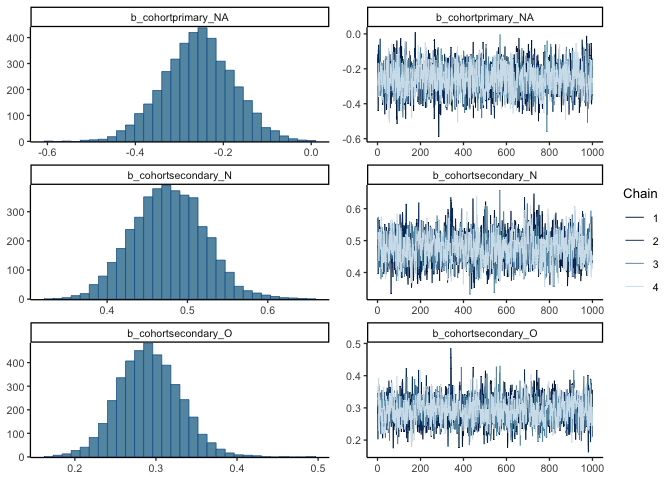 b_cohortprimary_NA
400
300
200
100
0
-0.6 -0.4 -0.2 0.0
b_cohortprimary_NA
0.0
-0.2
-0.4
-0.6
0 200 400 600 800 1000
b_cohortsecondary_N
300
200
100
0
0.4 0.5 0.6
b_cohortsecondary_N
0.6
0.5
0.4
0 200 400 600 800 1000
b_cohortsecondary_O
400
300
200
100
0
0.2 0.3 0.4 0.5
b_cohortsecondary_O
0.5
0.4
0.3
0.2
0 200 400 600 800 1000
Chain
1
2
3
4